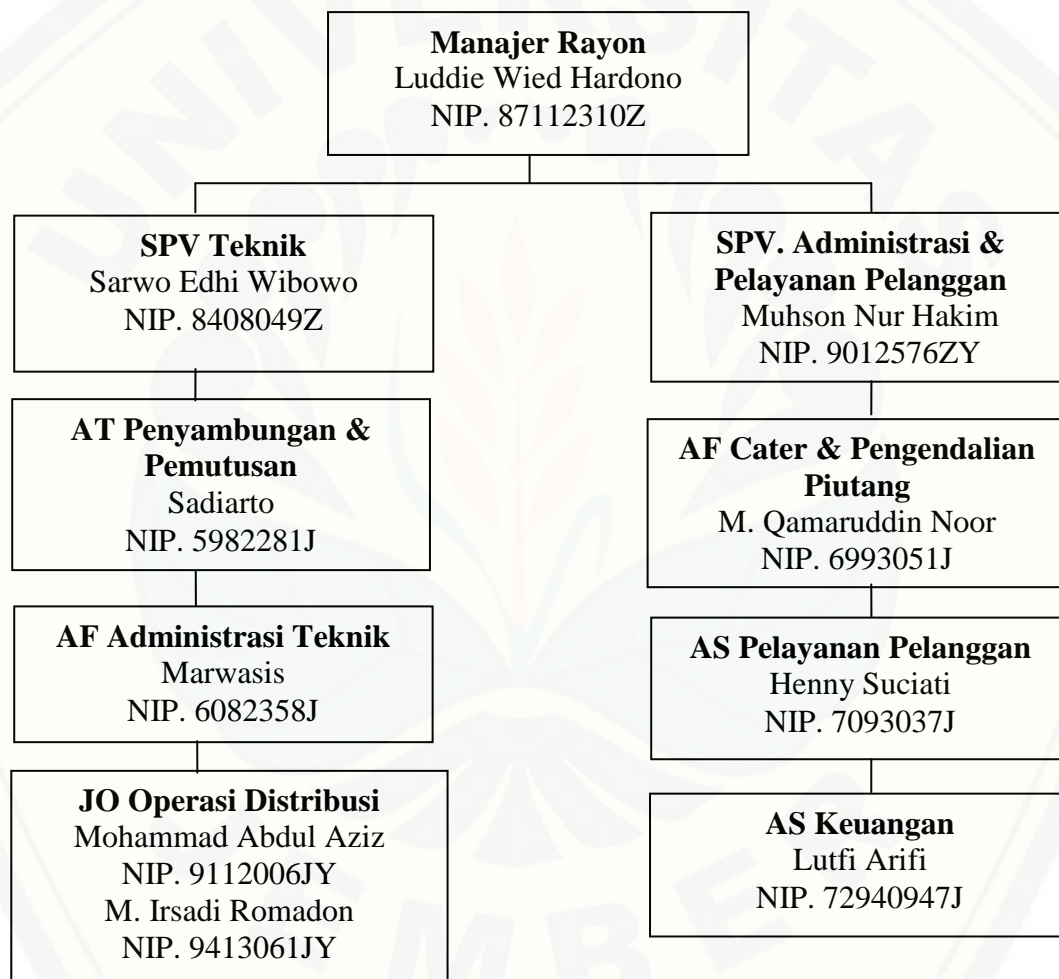 Manajer Rayon
Luddie Wied Hardono
NIP. 87112310Z
SPV Teknik
Sarwo Edhi Wibowo
NIP. 8408049Z
AT Penyambungan &
Pemutusan
Sadiarto
NIP. 5982281J
AF Administrasi Teknik
Marwasis
NIP. 6082358J
JO Operasi Distribusi
Mohammad Abdul Aziz
NIP. 9112006JY
M. Irsadi Romadon
NIP. 9413061JY
SPV. Administrasi &
Pelayanan Pelanggan
Muhson Nur Hakim
NIP. 9012576ZY
AF Cater & Pengendalian
Piutang
M. Qamaruddin Noor
NIP. 6993051J
AS Pelayanan Pelanggan
Henny Suciati
NIP. 7093037J
AS Keuangan
Lutfi Arifi
NIP. 72940947J
UNIVERSITAS